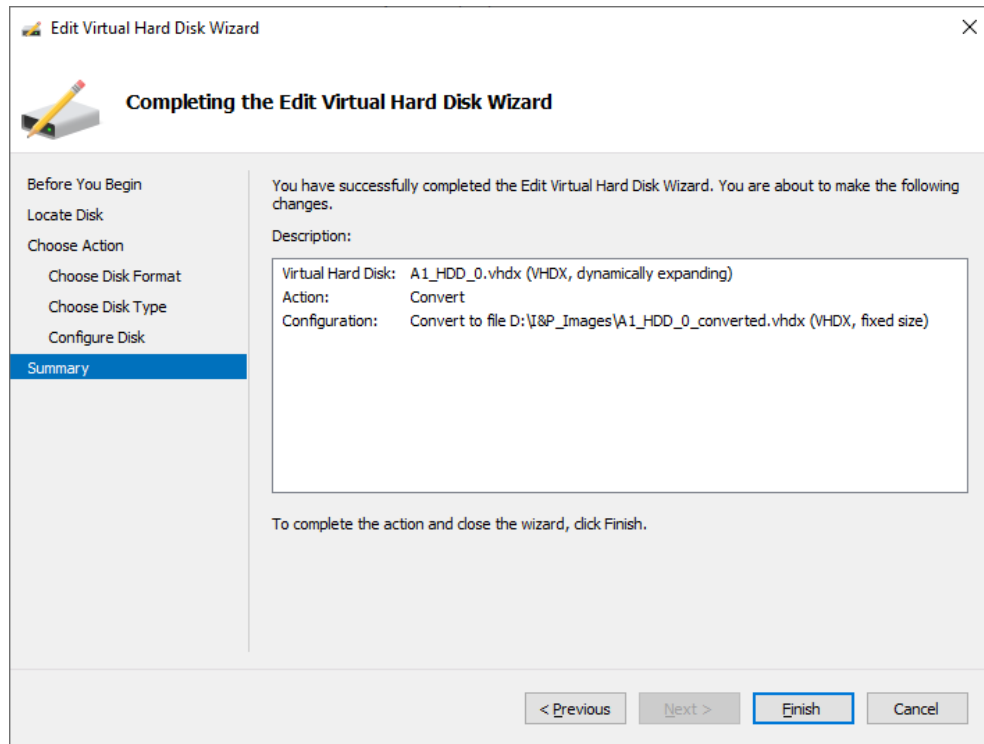 Edit Virtual Hard Disk Wizard
Completing the Edit Virtual Hard Disk Wizard
Before You Begin
Locate Disk
Choose Action
Choose Disk Format
Choose Disk Type
Configure Disk
Summary
You have successfully completed the Edit Virtual Hard Disk Wizard. You are about to make the following
changes.
Description:
Virtual Hard Disk: A1_HDD_0.vhdx (VHDX, dynamically expanding)
Action: Convert
Configuration: Convert to file D:\I&P_Images\A1_HDD_0_converted.vhdx (VHDX, fixed size)
To complete the action and close the wizard, click Finish.
< Previous
Next >
Finish
Cancel